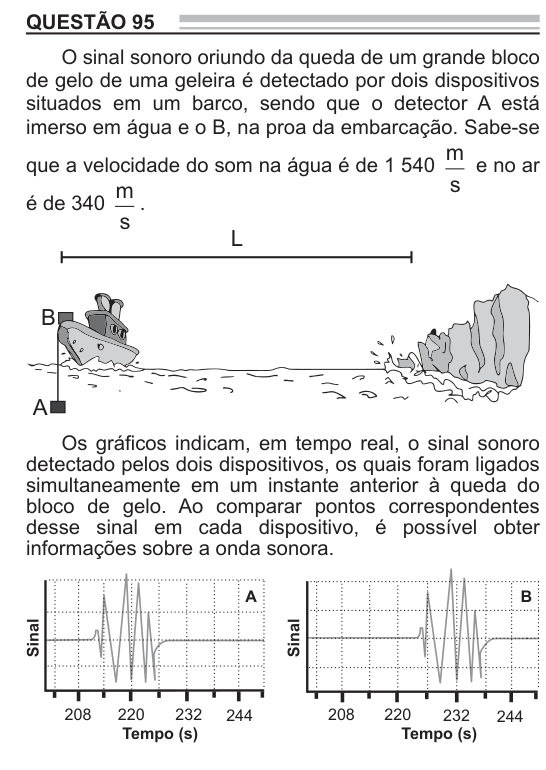 QUESTÃO 95
O sinal sonoro oriundo da queda de um grande bloco
de gelo de uma geleira é detectado por dois dispositivos
situados em um barco, sendo que o detector A está
imerso em água e o B, na proa da embarcação. Sabe-se
que a velocidade do som na água é de 1 540 m/s e no ar
é de 340 m/s .
L
B
A
Os gráficos indicam, em tempo real, o sinal sonoro
detectado pelos dois dispositivos, os quais foram ligados
simultaneamente em um instante anterior à queda do
bloco de gelo. Ao comparar pontos correspondentes
desse sinal em cada dispositivo, é possível obter
informações sobre a onda sonora.
A
Sinal
208 220 232 244
Tempo (s)
B
Sinal
208 220 232 244
Tempo (s)